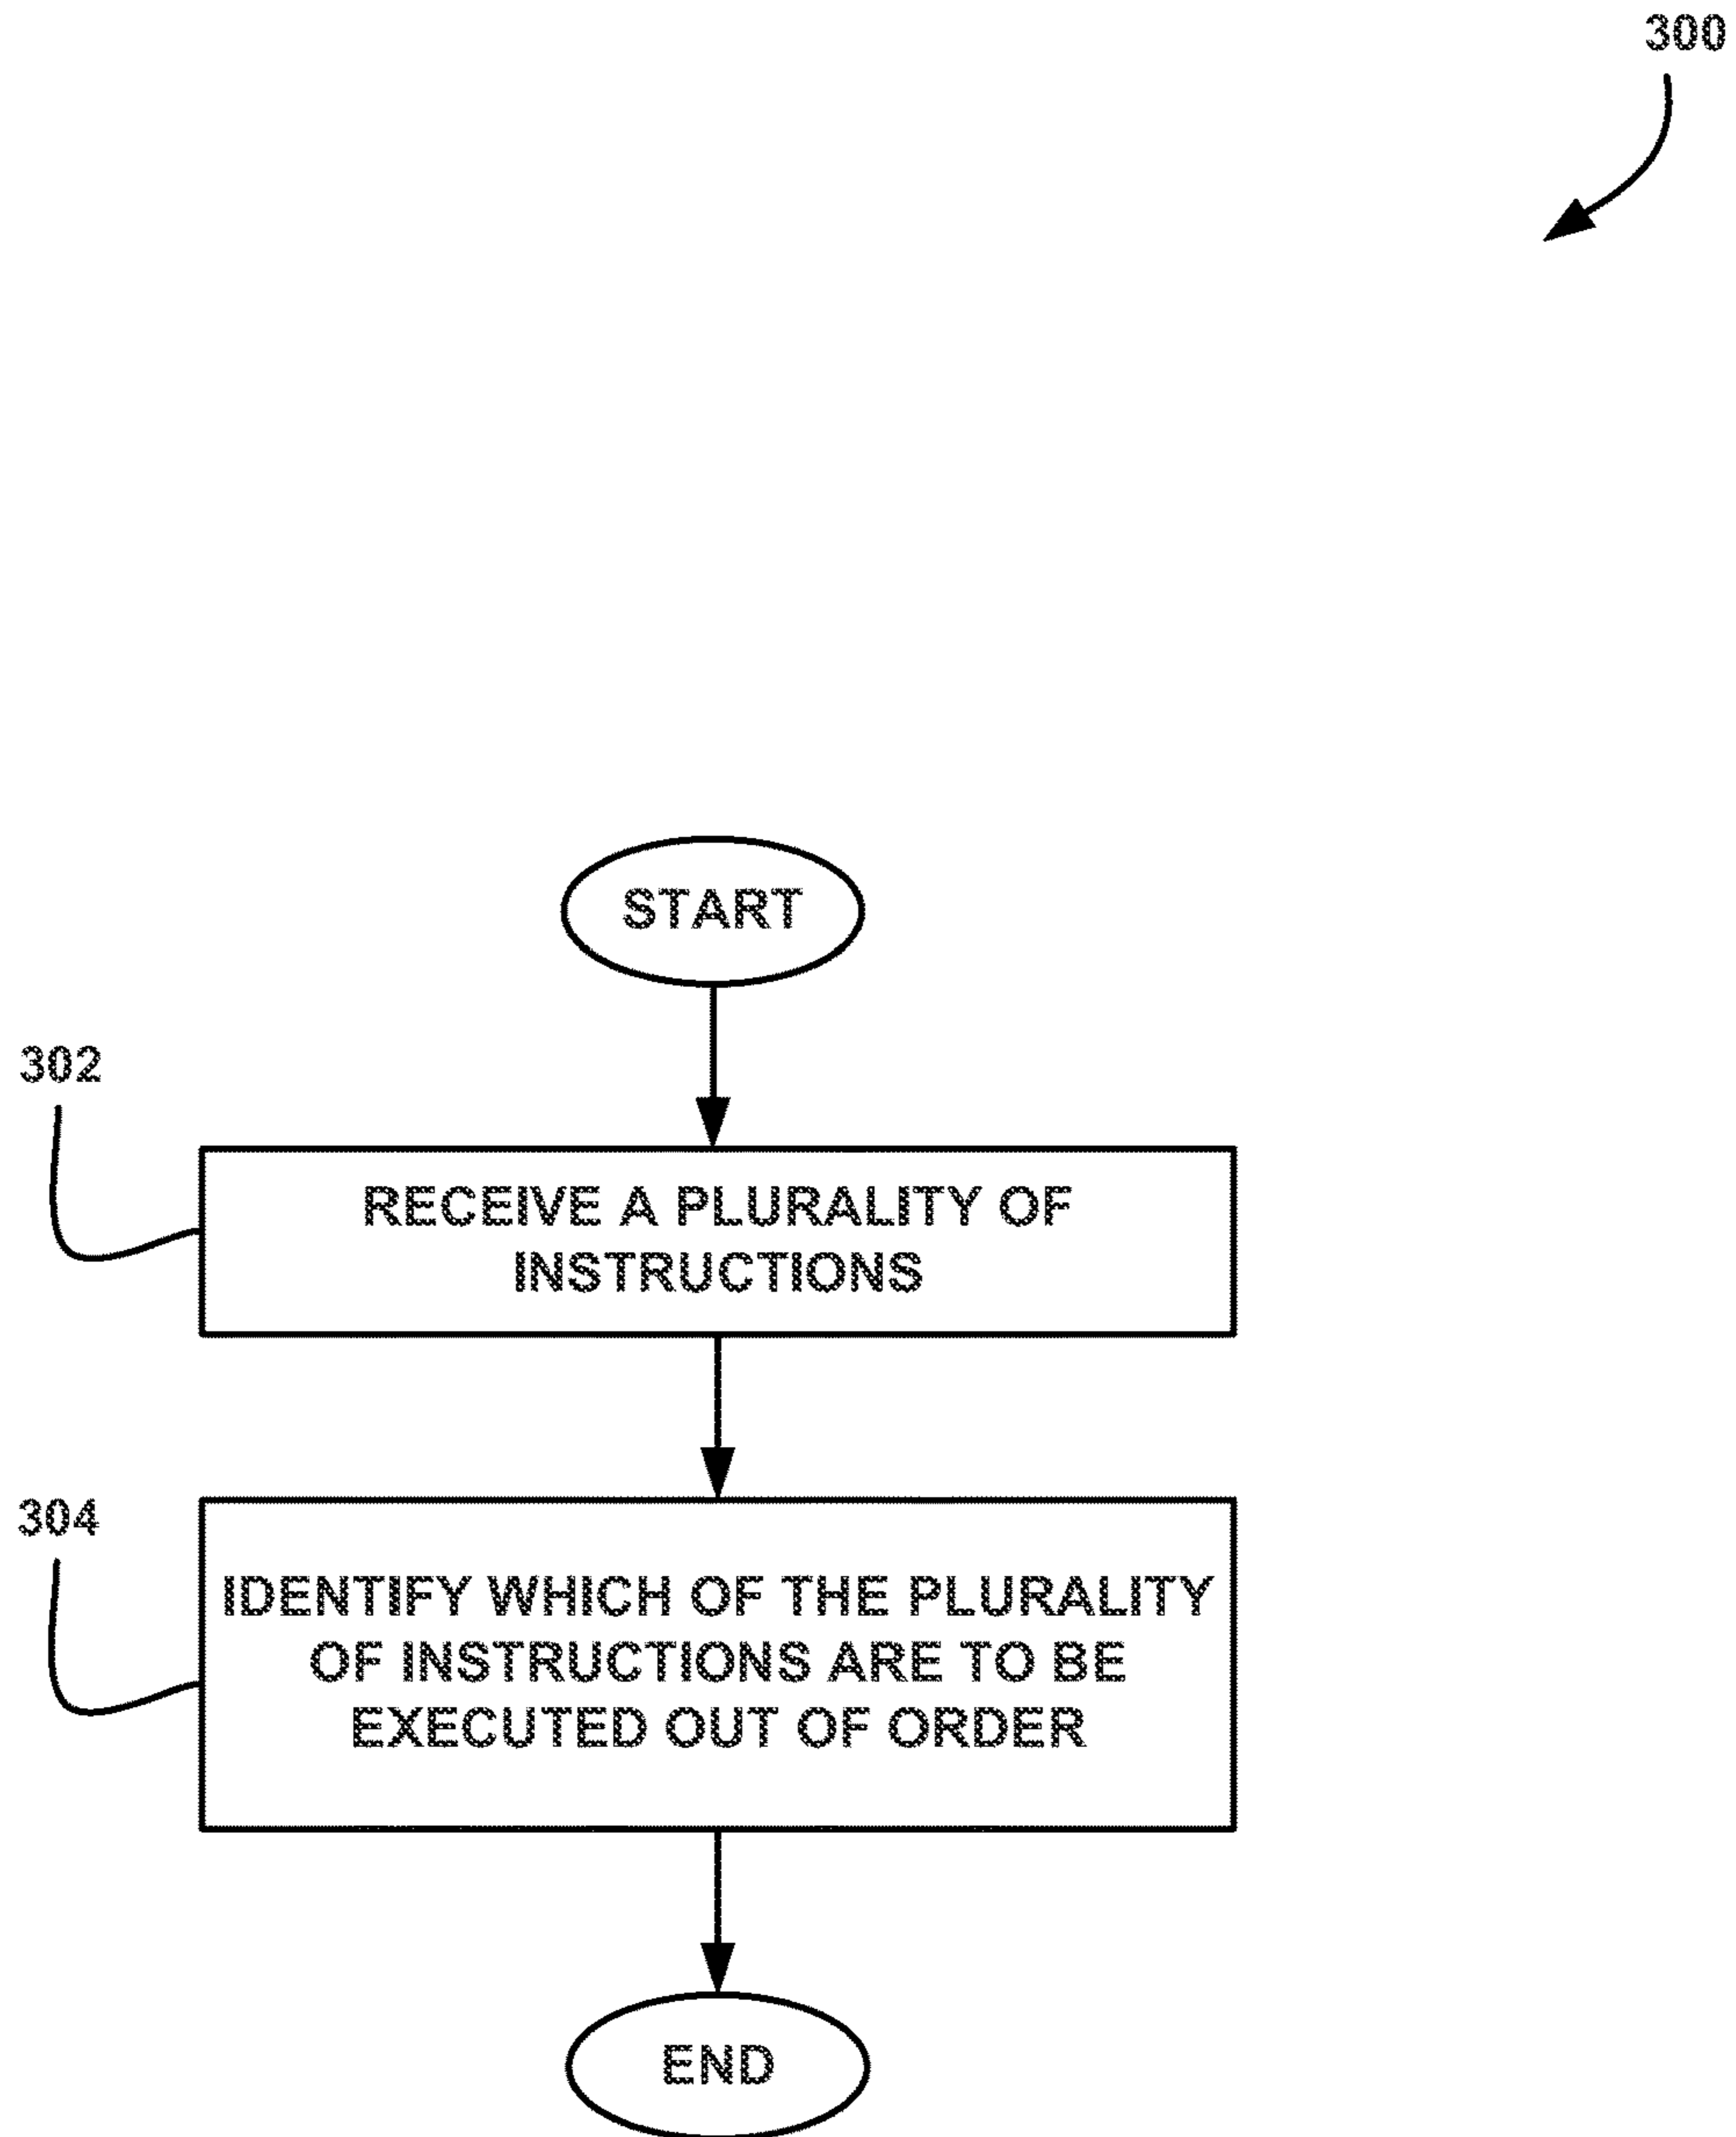 300
START
302
RECEIVE A PLURALITY OF
INSTRUCTIONS
304
IDENTIFY WHICH OF THE PLURALITY
OF INSTRUCTIONS ARE TO BE
EXECUTED OUT OF ORDER
END